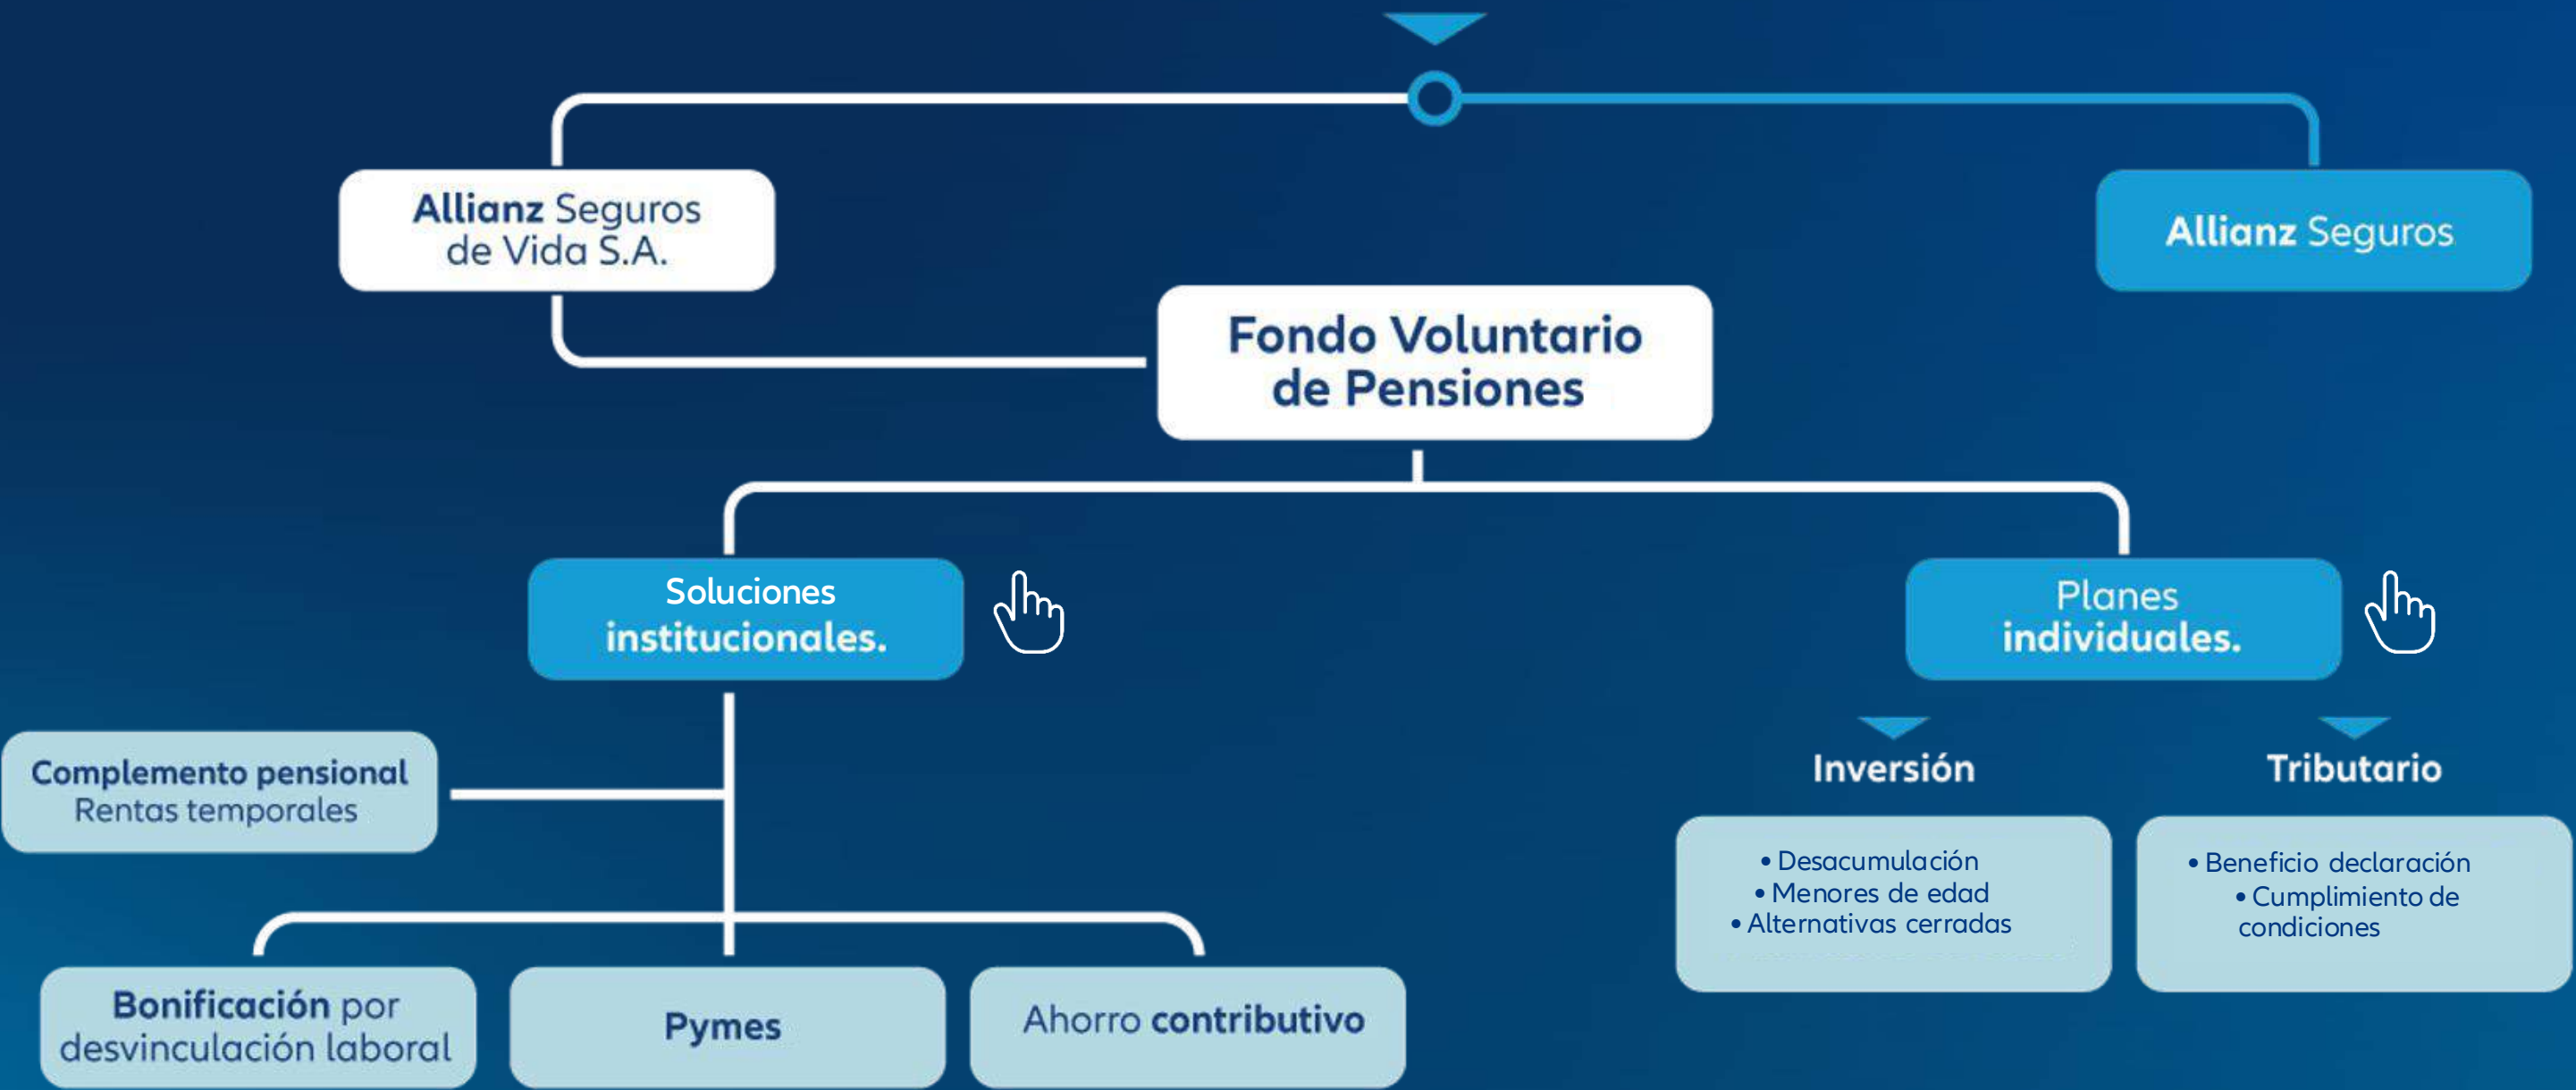 Allianz Seguros
de Vida S.A.
Allianz Seguros
Fondo Voluntario
de Pensiones
Soluciones
institucionales.
Planes
individuales.
Complemento pensional
Rentas temporales
Inversión
Tributario
• Desacumulación
• Menores de edad
• Alternativas cerradas
• Beneficio declaración
• Cumplimiento de
condiciones
Bonificación por
desvinculación laboral
Pymes
Ahorro contributivo